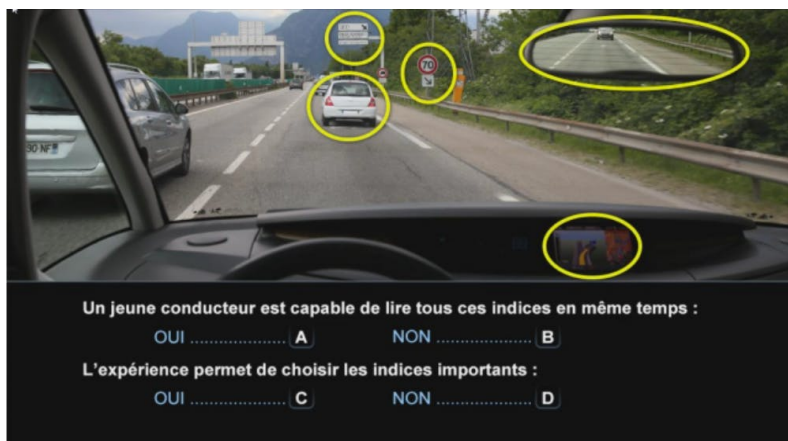 70
30 NF
Un jeune conducteur est capable de lire tous ces indices en même temps :
OUI .................... A NON .................... B
L'expérience permet de choisir les indices importants :
OUI .................... C NON .................... D